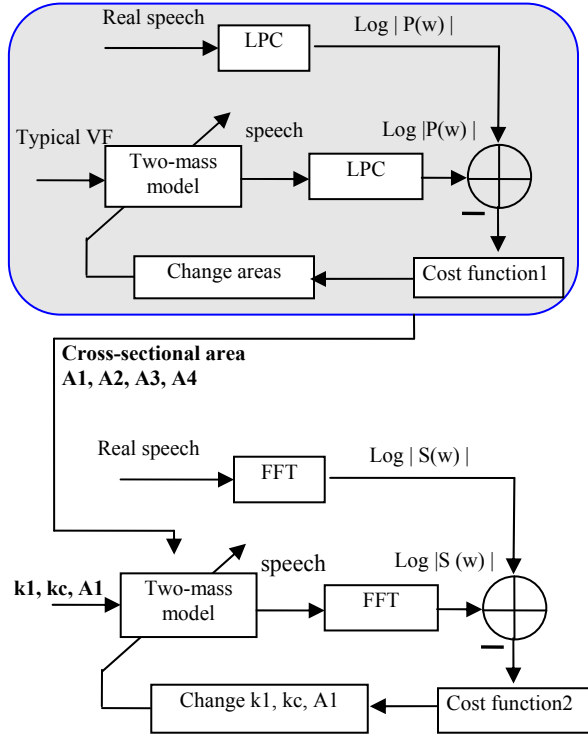 Real speech
LPC
Log | P(w) |
Typical VF
Two-mass
model
speech
LPC
Log |P(w) |
Change areas
Cost function1
Cross-sectional area
A1, A2, A3, A4
Real speech
FFT
Log | S(w) |
k1, kc, A1
Two-mass
model
speech
FFT
Log |S (w) |
Change k1, kc, A1
Cost function2